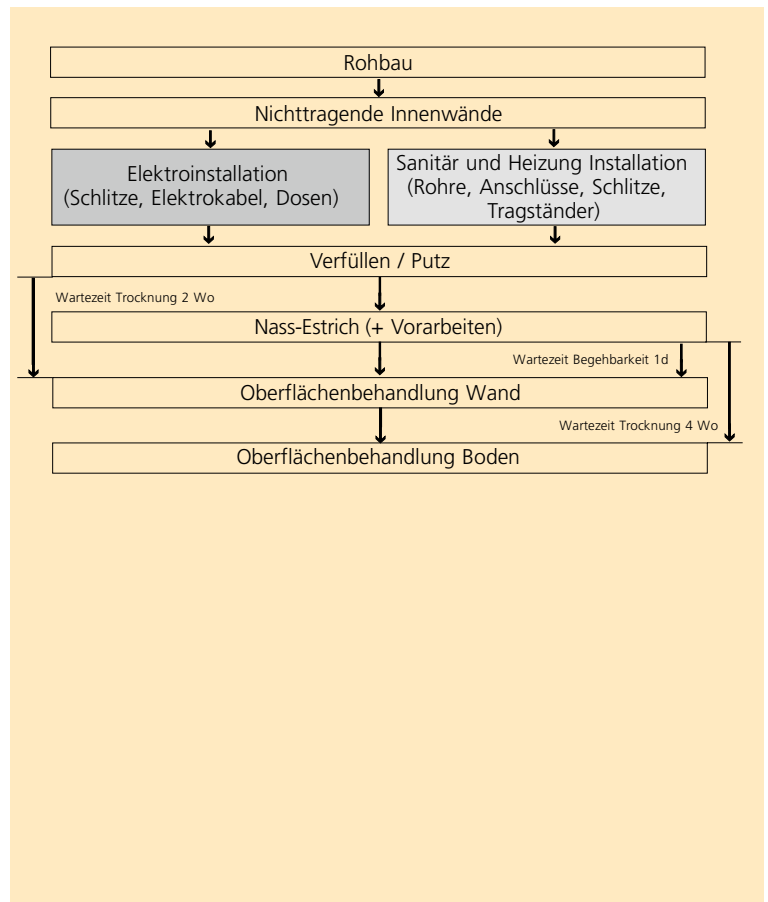 Rohbau
Nichttragende Innenwände
Elektroinstallation
(Schlitze, Elektrokabel, Dosen)
Sanitär und Heizung Installation
(Rohre, Anschlüsse, Schlitze,
Tragständer)
Verfüllen / Putz
Wartezeit Trocknung 2 Wo
Nass-Estrich (+ Vorarbeiten)
Wartezeit Begehbarkeit 1d
Oberflächenbehandlung Wand
Wartezeit Trocknung 4 Wo
Oberflächenbehandlung Boden